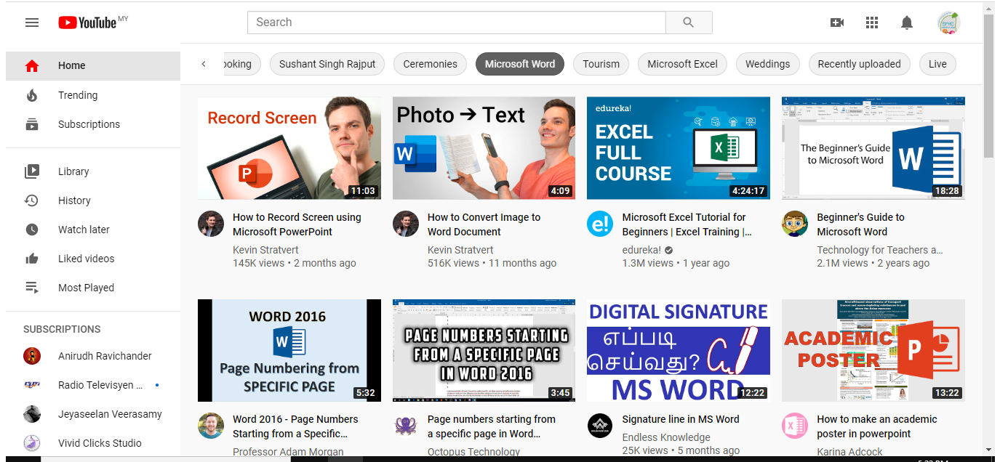 YouTube MY
Search
Home
Trending
Subscriptions
Library
History
Watch later
Liked videos
Most Played
SUBSCRIPTIONS
Anirudh Ravichander
Radio Televisyen ...
Jeyaseelan Veerasamy
Vivid Clicks Studio
ooking
Sushant Singh Rajput
Ceremonies
Microsoft Word
Tourism
Microsoft Excel
Weddings
Recently uploaded
Live
Record Screen
P
11:03
How to Record Screen using
Microsoft PowerPoint
Kevin Stratvert
145K views • 2 months ago
Photo → Text
W
4:09
How to Convert Image to
Word Document
Kevin Stratvert
516K views • 11 months ago
edureka!
EXCEL
FULL
COURSE
X
4:24:17
e!
Microsoft Excel Tutorial for
Beginners | Excel Training |...
edureka!
1.3M views • 1 year ago
The Beginner's Guide
to Microsoft Word
W
18:28
Beginner's Guide to
Microsoft Word
Technology for Teachers a...
2.1M views • 2 years ago
WORD 2016
W
Page Numbering from
SPECIFIC PAGE
5:32
Word 2016 - Page Numbers
Starting from a Specific...
Professor Adam Morgan
PAGE NUMBERS STARTING
FROM A SPECIFIC PAGE
IN WORD 2016
3:45
Page numbers starting from
a specific page in Word...
Octopus Technology
DIGITAL SIGNATURE
எப்படி
செய்வது?
MS WORD
12:22
Signature line in MS Word
Endless Knowledge
25K views • 5 months ago
ACADEMIC
POSTER
P
13:22
How to make an academic
poster in powerpoint
Karina Adcock